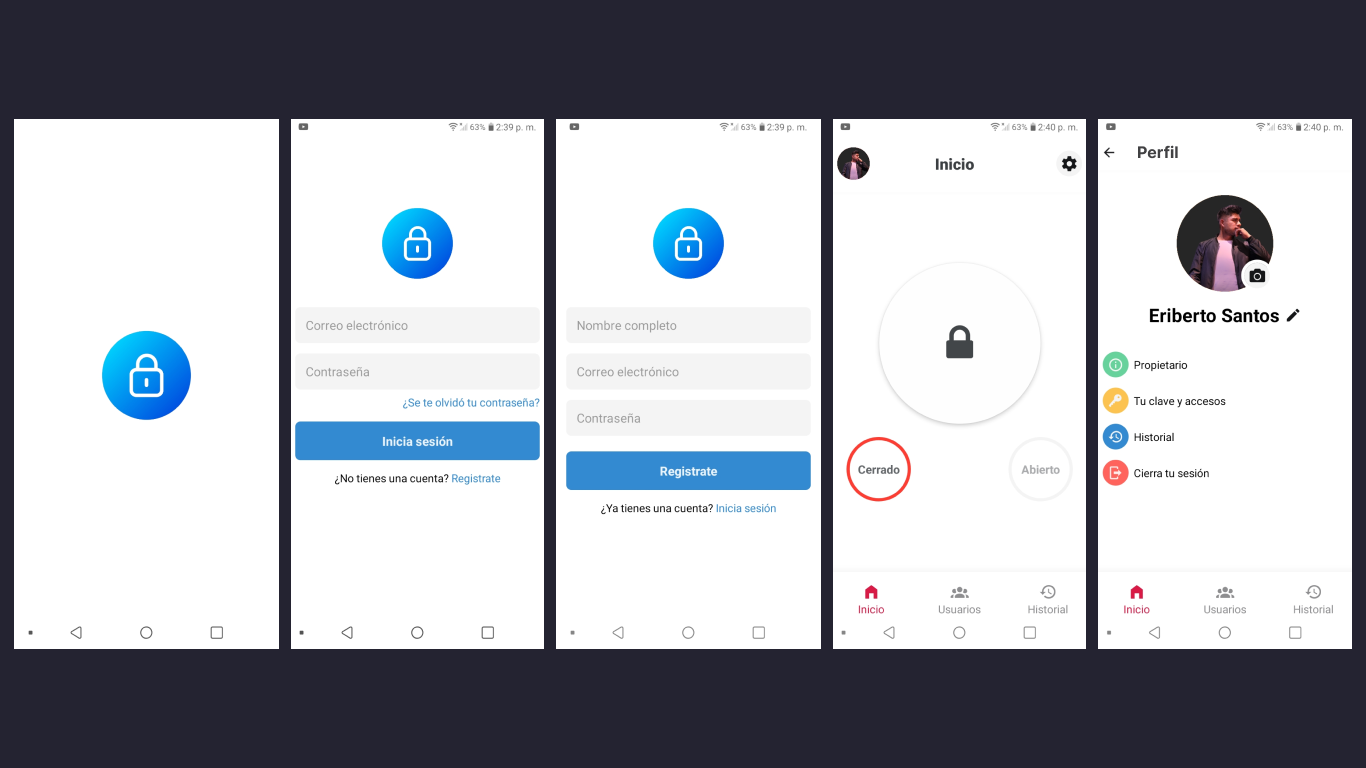 63% 2:39 p. m.
Correo electrónico
Contraseña
¿Se te olvidó tu contraseña?
Inicia sesión
¿No tienes una cuenta? Registrate
63% 2:39 p. m.
Nombre completo
Correo electrónico
Contraseña
Registrate
¿Ya tienes una cuenta? Inicia sesión
63% 2:40 p. m.
Inicio
Cerrado
Abierto
Inicio
Usuarios
Historial
63% 2:40 p. m.
Perfil
Eriberto Santos
Propietario
Tu clave y accesos
Historial
Cierra tu sesión
Inicio
Usuarios
Historial